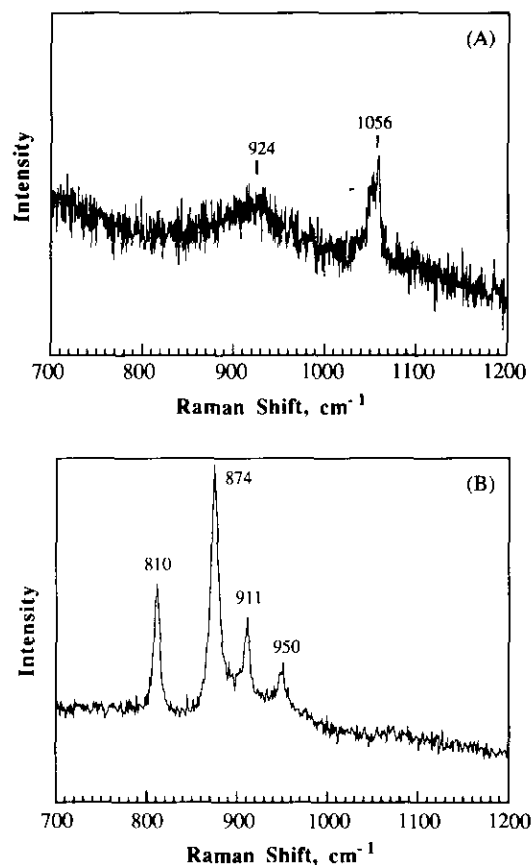 (A)
1056
924
Intensity
700 800 900 1000 1100 1200
Raman Shift, cm⁻¹
(B)
874
810
911
950
Intensity
700 800 900 1000 1100 1200
Raman Shift, cm⁻¹